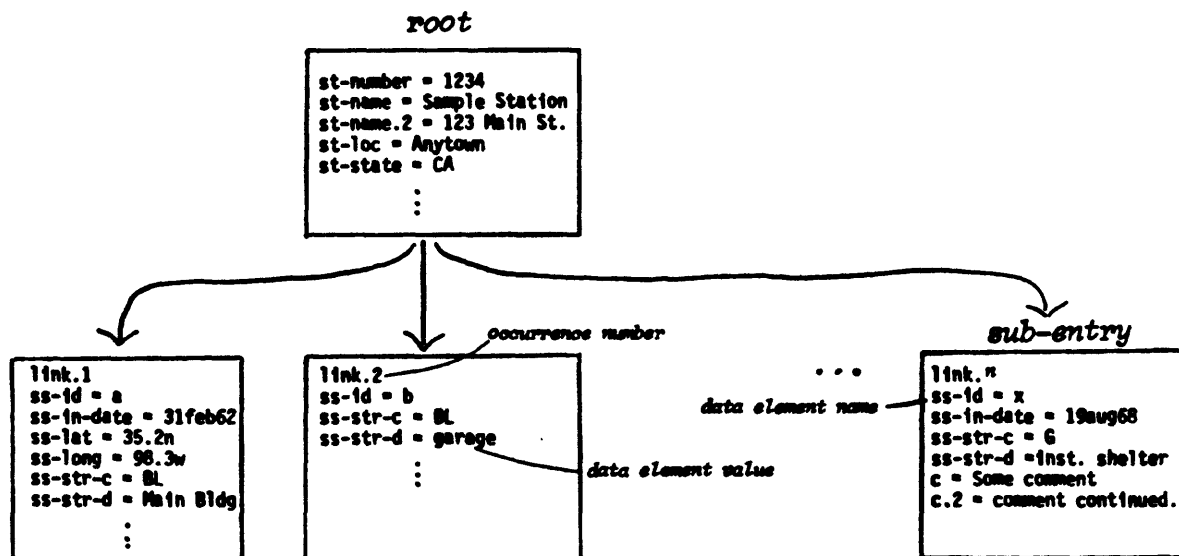 root
st-number = 1234
st-name = Sample Station
st-name.2 = 123 Main St.
st-loc = Anytown
st-state = CA
link.1
ss-id = a
ss-in-date = 31feb62
ss-lat = 35.2n
ss-long = 98.3w
ss-str-c = BL
ss-str-d = Main Bldg
occurrence number
link.2
ss-id = b
ss-str-c = BL
ss-str-d = garage
data element value
...
sub-entry
data element name
link.n
ss-id = x
ss-in-date = 19aug68
ss-str-c = G
ss-str-d =inst. shelter
c = Some comment
c.2 = comment continued.